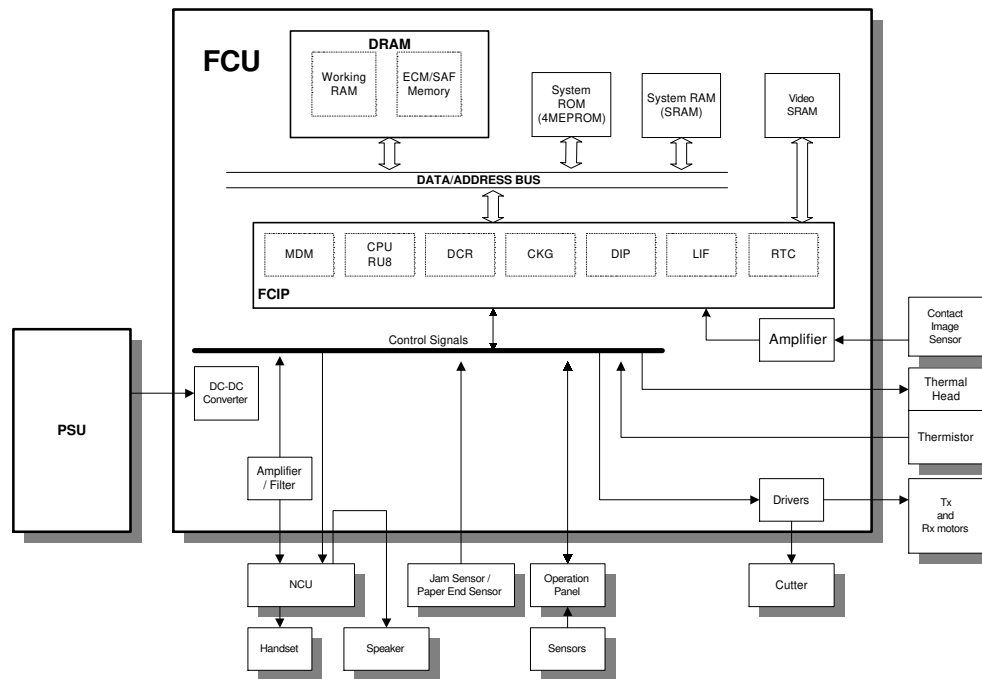 FCU
DRAM
Working
RAM
ECM/SAF
Memory
System
ROM
(4MEPROM)
System RAM
(SRAM)
Video
SRAM
DATA/ADDRESS BUS
MDM
CPU
RU8
DCR
CKG
DIP
LIF
RTC
FCIP
Control Signals
Amplifier
Contact
Image
Sensor
Thermal
Head
Thermistor
PSU
DC-DC
Converter
Amplifier
/ Filter
Drivers
Tx
and
Rx motors
NCU
Jam Sensor /
Paper End Sensor
Operation
Panel
Cutter
Handset
Speaker
Sensors